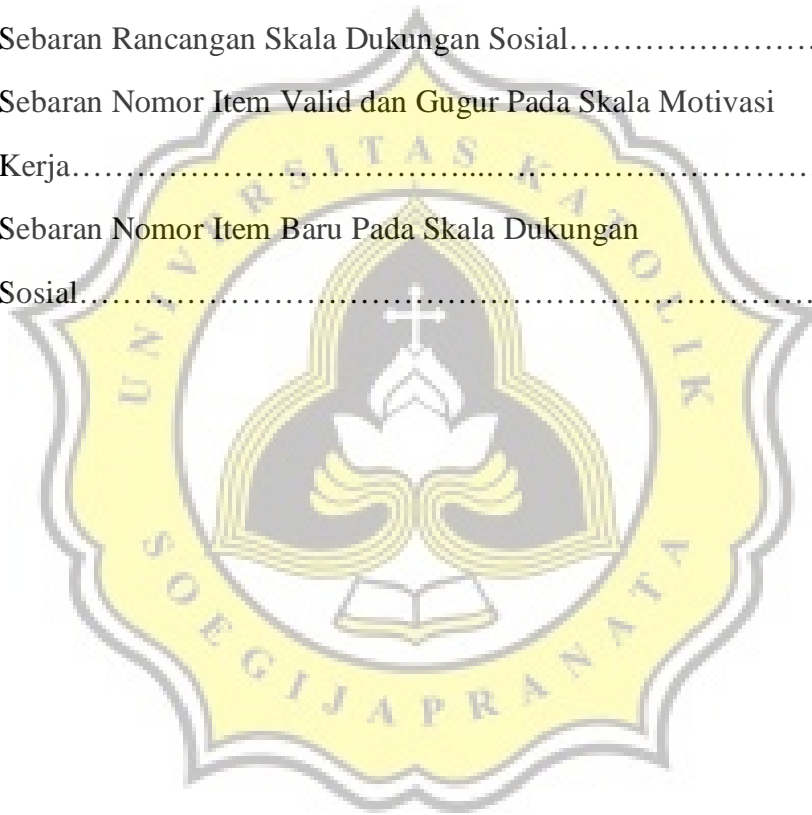 Sebaran Rancangan Skala Dukungan Sosial……………………
Sebaran Nomor Item Valid dan Gugur Pada Skala Motivasi
Kerja………………………………...……………………………
Sebaran Nomor Item Baru Pada Skala Dukungan
Sosial………………………………………………………………
UNIVERSITAS KATOLIK
SOEGIJAPRANATA